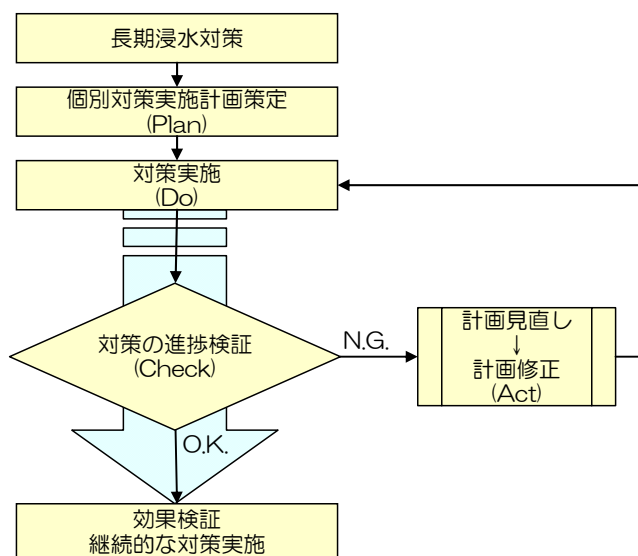 長期浸水対策
個別対策実施計画策定
(Plan)
対策実施
(Do)
対策の進捗検証
(Check)
N.G.
計画見直し
↓
計画修正
(Act)
O.K.
効果検証
継続的な対策実施